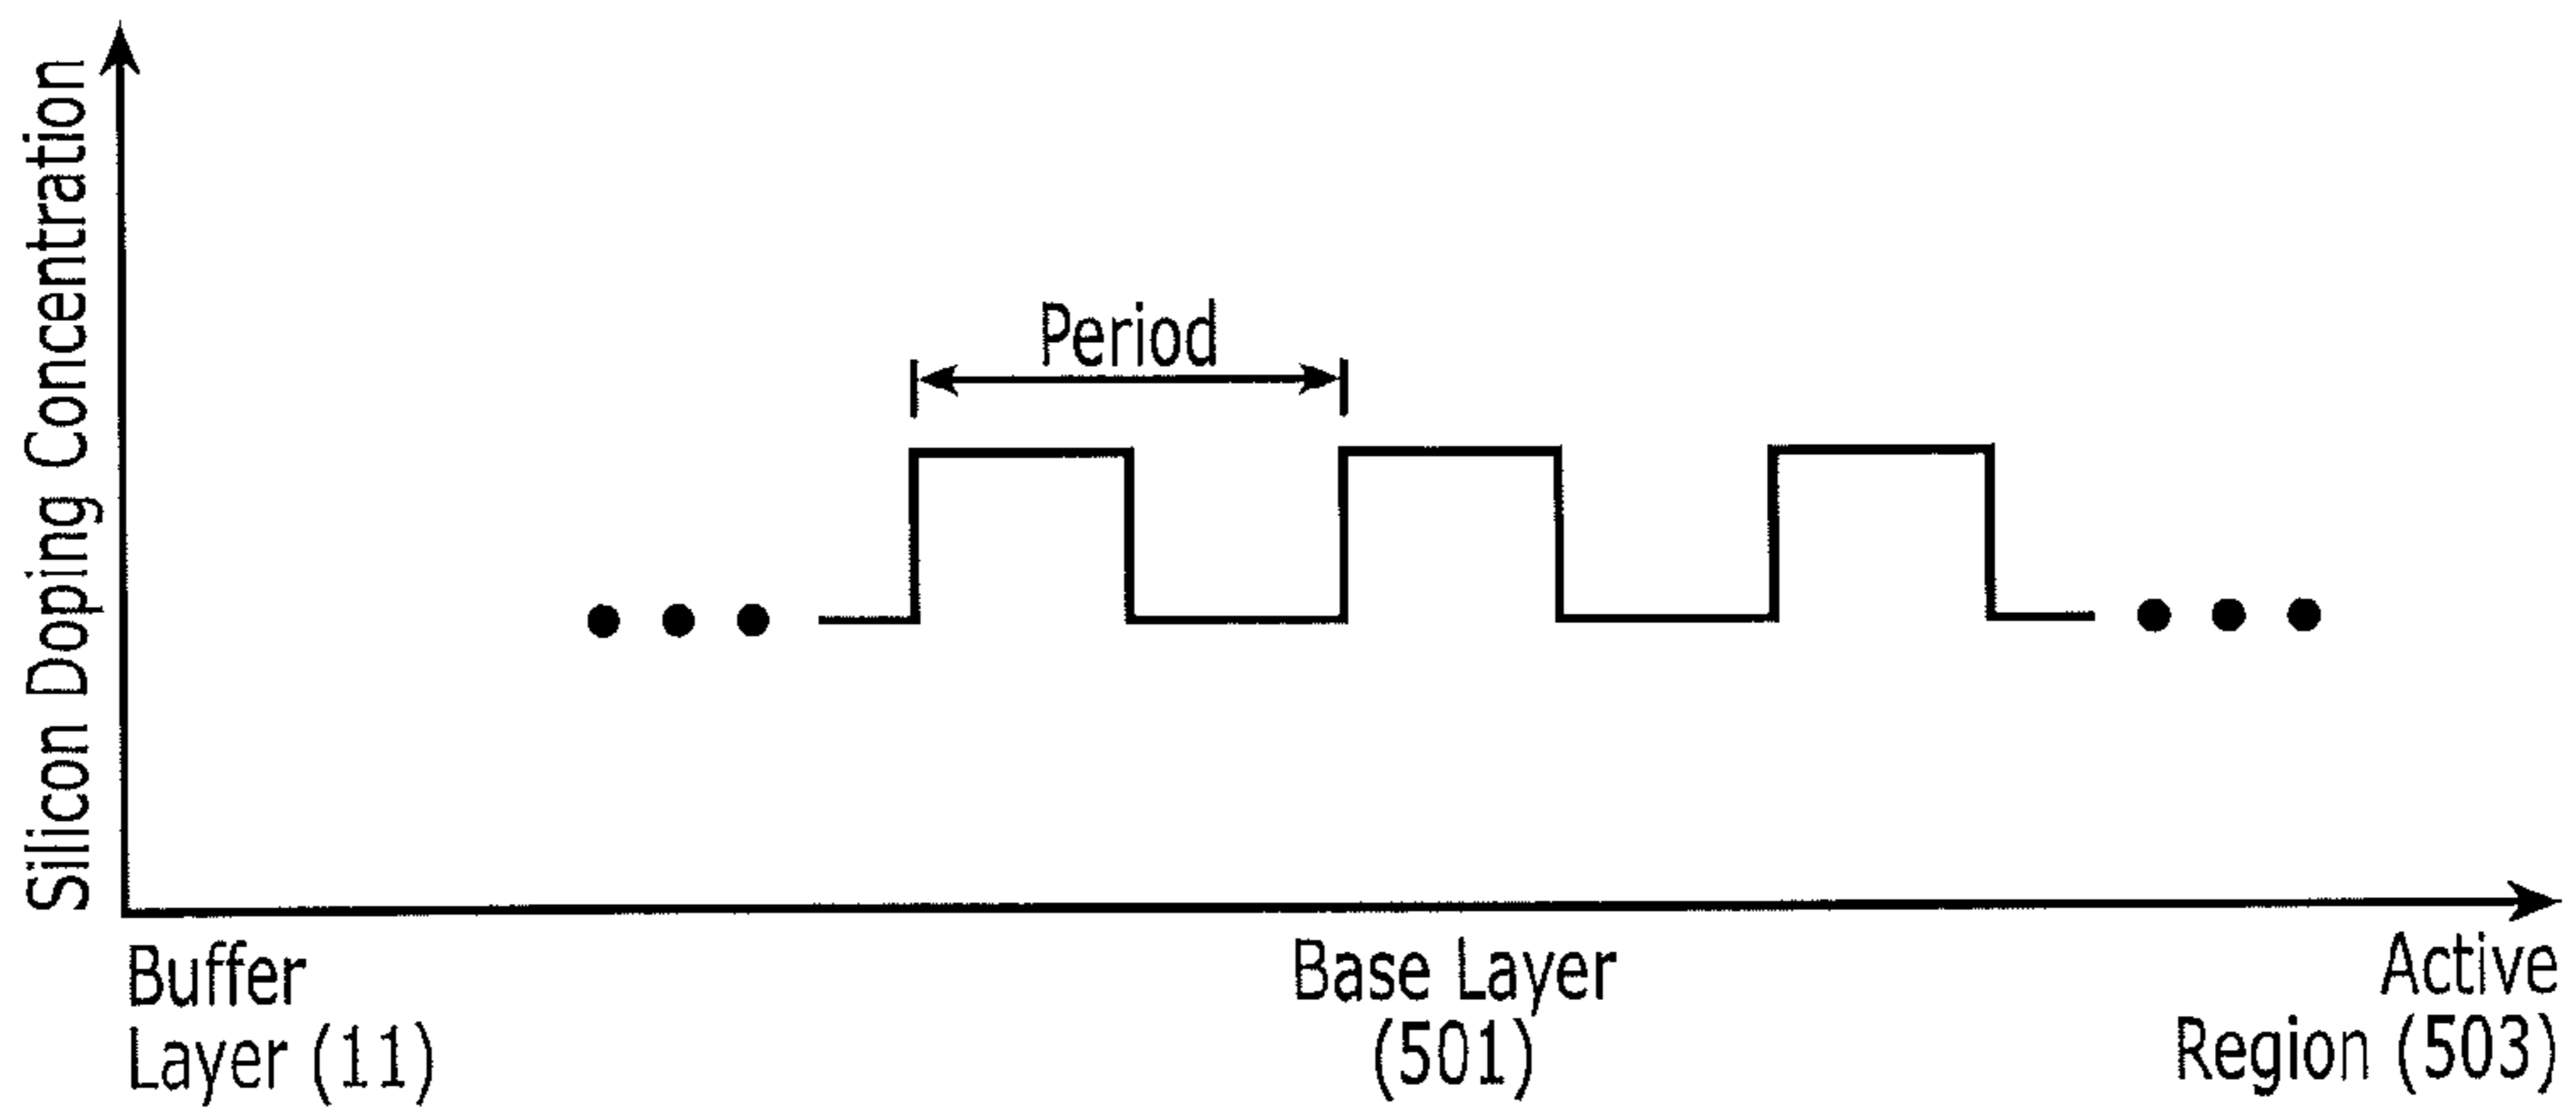 Silicon Doping Concentration
Period
Buffer
Layer (11)
Base Layer
(501)
Active
Region (503)